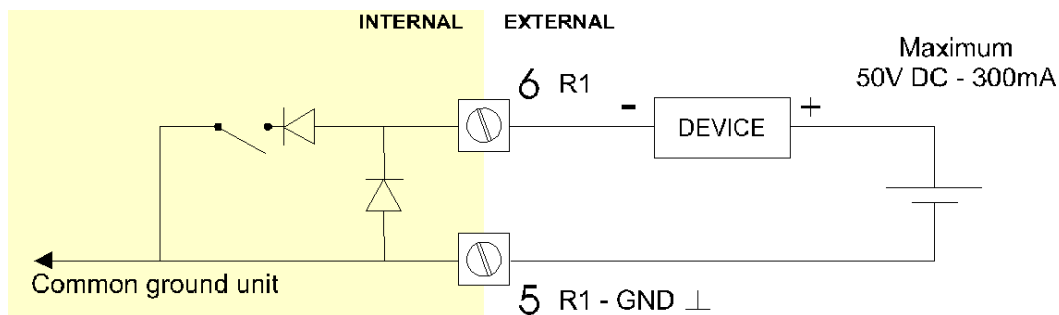 INTERNAL EXTERNAL
Maximum
50V DC - 300mA
6 R1
- DEVICE +
Common ground unit
5 R1 - GND ⊥